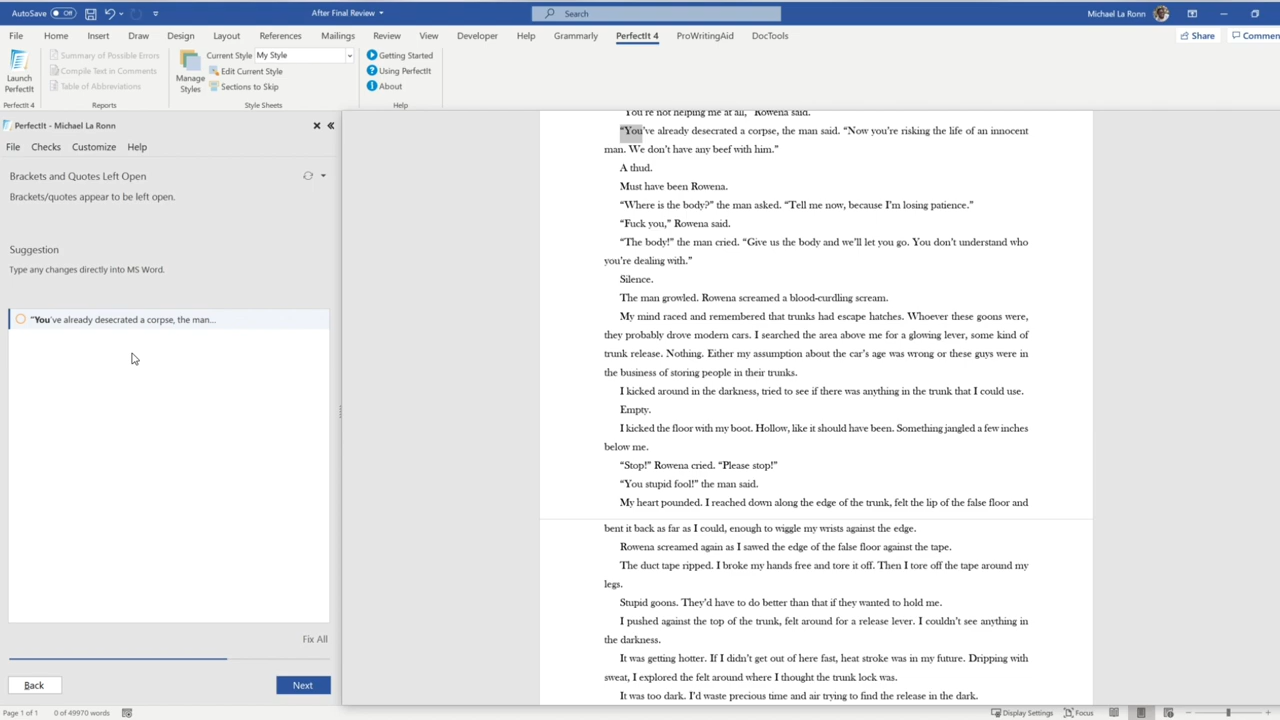 AutoSave Off After Final Review Search Michael La Ronn
File Home Insert Draw Design Layout References Mailings Review View Developer Help Grammarly PerfectIt 4 ProWritingAid DocTools Share Commen
Launch PerfectIt
Summary of Possible Errors
Compile Text in Comments
Table of Abbreviations
Manage Styles
Current Style My Style
Edit Current Style
Sections to Skip
Getting Started
Using PerfectIt
About
PerfectIt 4 Reports Style Sheets Help
PerfectIt - Michael La Ronn
File Checks Customize Help
Brackets and Quotes Left Open
Brackets/quotes appear to be left open.
Suggestion
Type any changes directly into MS Word.
"You've already desecrated a corpse, the man...
Fix All
Back Next
“You’re not helping me at all,” Rowena said.
“You’ve already desecrated a corpse, the man said. “Now you’re risking the life of an innocent
man. We don’t have any beef with him.”
A thud.
Must have been Rowena.
“Where is the body?” the man asked. “Tell me now, because I’m losing patience.”
“Fuck you,” Rowena said.
“The body!” the man cried. “Give us the body and we’ll let you go. You don’t understand who
you’re dealing with.”
Silence.
The man growled. Rowena screamed a blood-curdling scream.
My mind raced and remembered that trunks had escape hatches. Whoever these goons were,
they probably drove modern cars. I searched the area above me for a glowing lever, some kind of
trunk release. Nothing. Either my assumption about the car’s age was wrong or these guys were in
the business of storing people in their trunks.
I kicked around in the darkness, tried to see if there was anything in the trunk that I could use.
Empty.
I kicked the floor with my boot. Hollow, like it should have been. Something jangled a few inches
below me.
“Stop!” Rowena cried. “Please stop!”
“You stupid fool!” the man said.
My heart pounded. I reached down along the edge of the trunk, felt the lip of the false floor and
bent it back as far as I could, enough to wiggle my wrists against the edge.
Rowena screamed again as I sawed the edge of the false floor against the tape.
The duct tape ripped. I broke my hands free and tore it off. Then I tore off the tape around my
legs.
Stupid goons. They’d have to do better than that if they wanted to hold me.
I pushed against the top of the trunk, felt around for a release lever. I couldn’t see anything in
the darkness.
It was getting hotter. If I didn’t get out of here fast, heat stroke was in my future. Dripping with
sweat, I explored the felt around where I thought the trunk lock was.
It was too dark. I’d waste precious time and air trying to find the release in the dark.
Page 1 of 1 0 of 49970 words Display Settings Focus